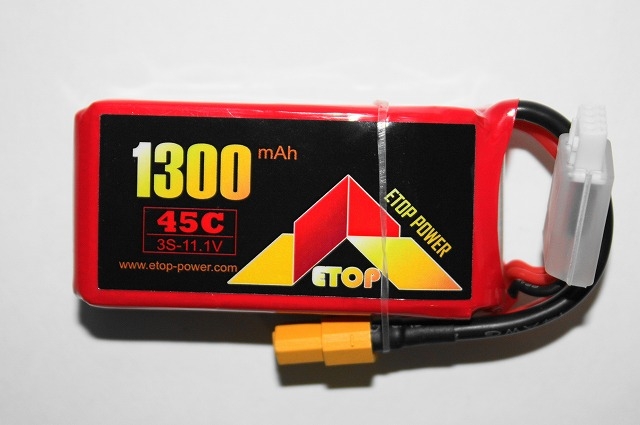 1300 mAh
45C
3S-11.1V
www.etop-power.com
ETOP POWER
ETOP